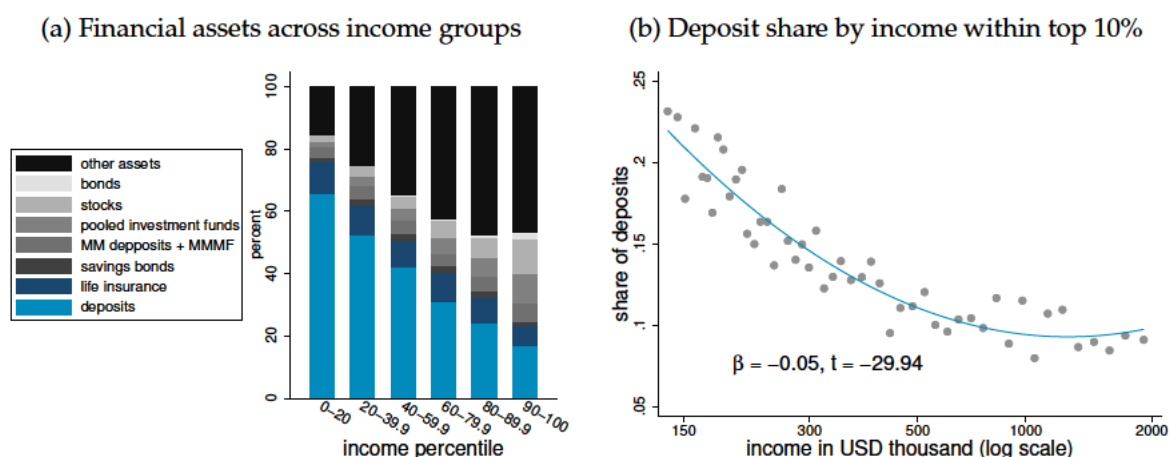 (a) Financial assets across income groups
other assets
bonds
stocks
pooled investment funds
MM depposits + MMMF
savings bonds
life insurance
deposits
percent
100
80
60
40
20
0
0–20
20–39.9
40–59.9
60–79.9
80–89.9
90–100
income percentile
(b) Deposit share by income within top 10%
share of deposits
.25
.2
.15
.1
.05
β = −0.05, t = −29.94
150
300
500
1000
2000
income in USD thousand (log scale)